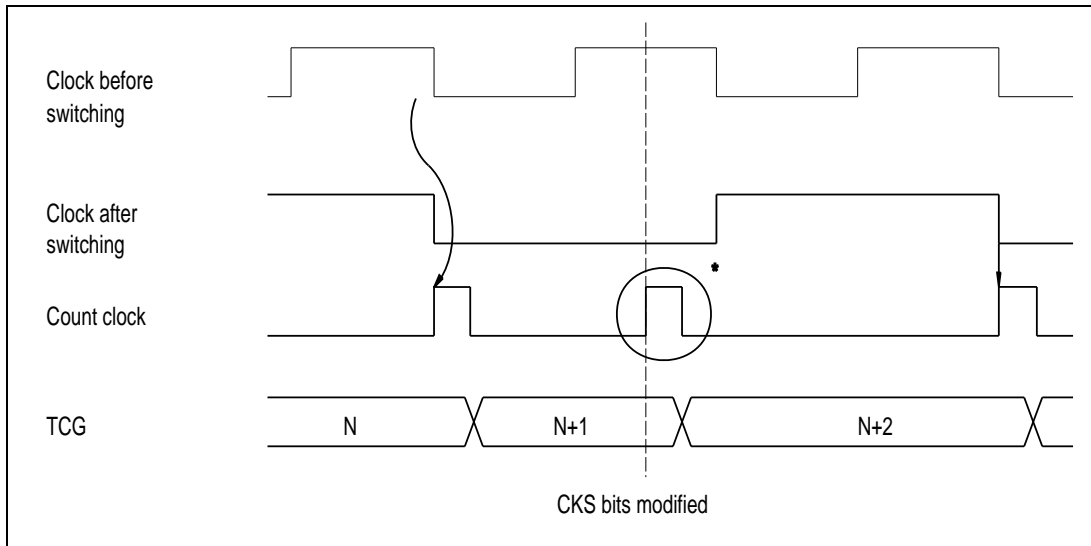 Clock before
switching
Clock after
switching
*
Count clock
TCG
N
N+1
N+2
CKS bits modified